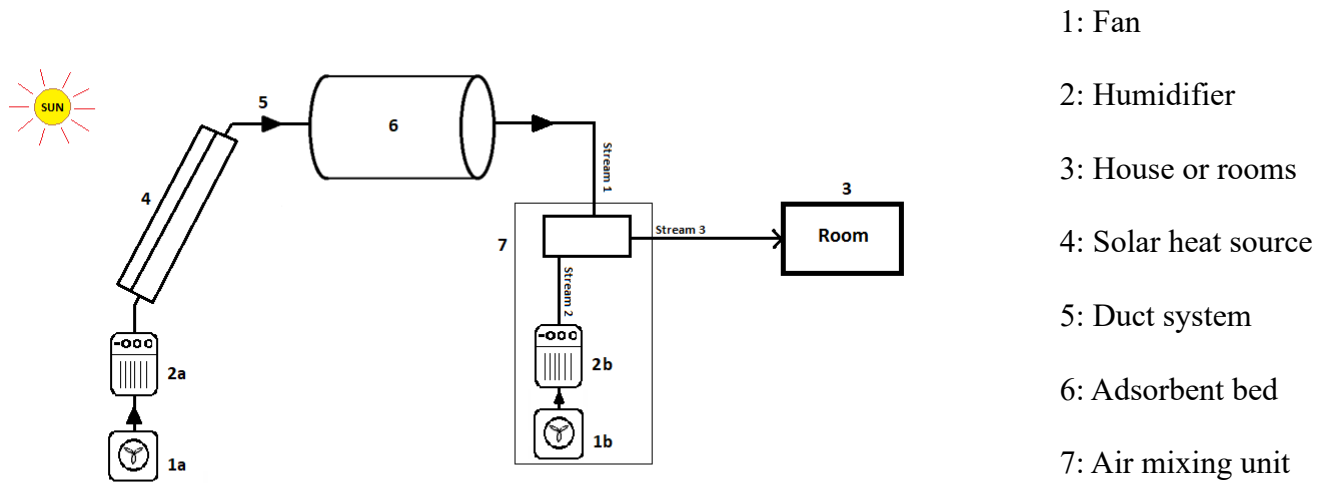 SUN
5
6
4
Stream 1
3
Room
7
Stream 3
Stream 2
2a
2b
1a
1b
1: Fan
2: Humidifier
3: House or rooms
4: Solar heat source
5: Duct system
6: Adsorbent bed
7: Air mixing unit